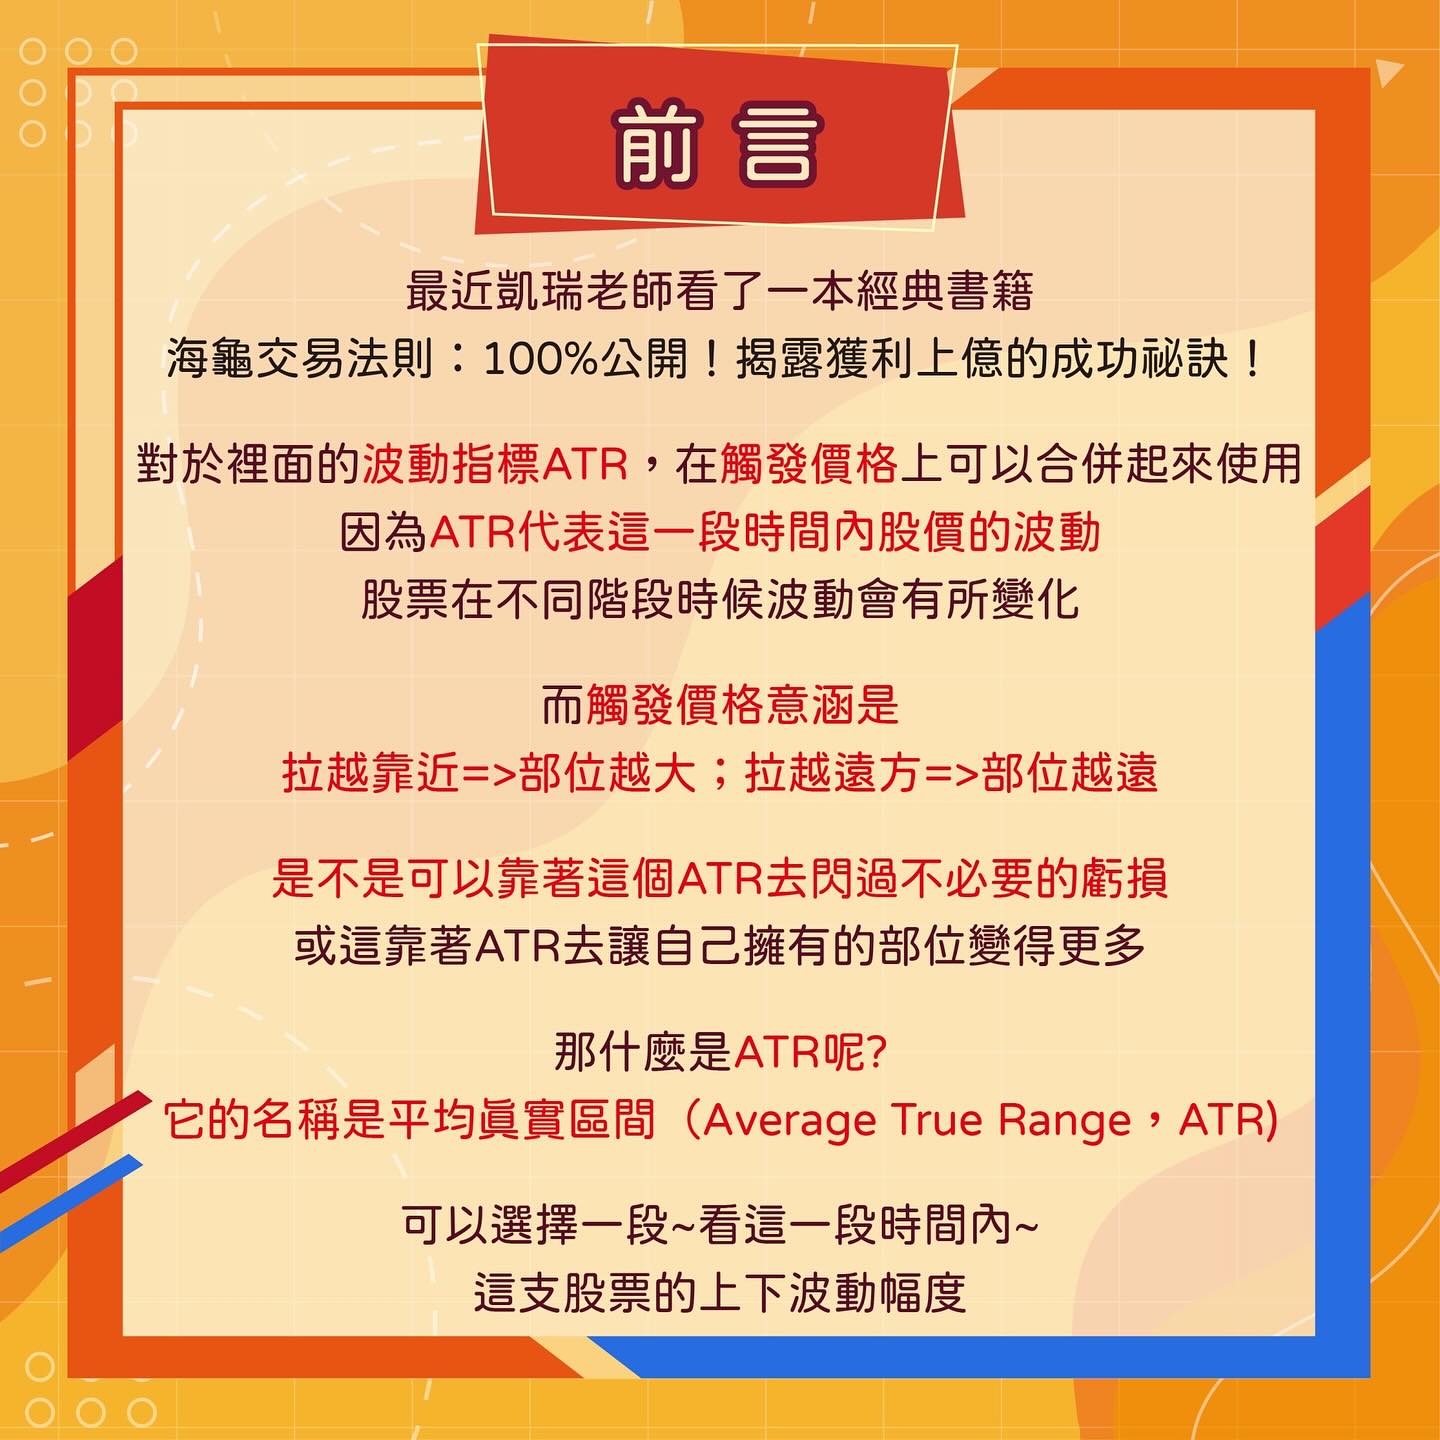 前言
最近凱瑞老師看了一本經典書籍
海龜交易法則：100%公開！揭露獲利上億的成功祕訣！
對於裡面的波動指標ATR，在觸發價格上可以合併起來使用
因為ATR代表這一段時間內股價的波動
股票在不同階段時候波動會有所變化
而觸發價格意涵是
拉越靠近=>部位越大；拉越遠方=>部位越遠
是不是可以靠著這個ATR去閃過不必要的虧損
或這靠著ATR去讓自己擁有的部位變得更多
那什麼是ATR呢?
它的名稱是平均真實區間（Average True Range，ATR)
可以選擇一段~看這一段時間內~
這支股票的上下波動幅度